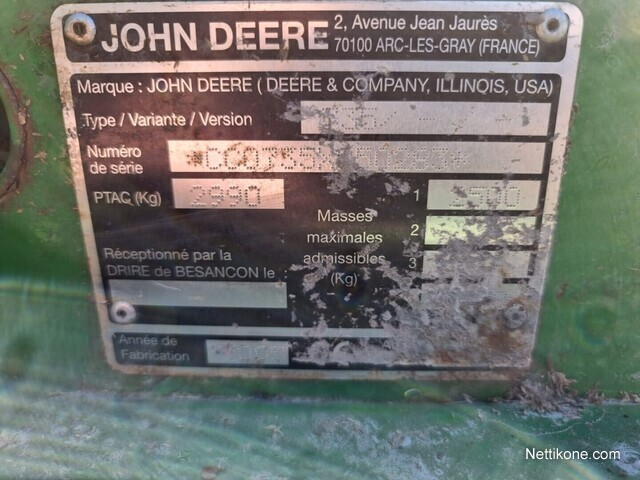 JOHN DEERE
2, Avenue Jean Jaurès
70100 ARC-LES-GRAY (FRANCE)
Marque : JOHN DEERE ( DEERE & COMPANY, ILLINOIS, USA)
Type / Variante / Version
Numéro
de série
PTAC (Kg) 2990
1
Masses
maximales 2
admissibles 3
(Kg)
Réceptionné par la
DRIRE de BESANCON le :
Année de
Fabrication
Nettikone.com